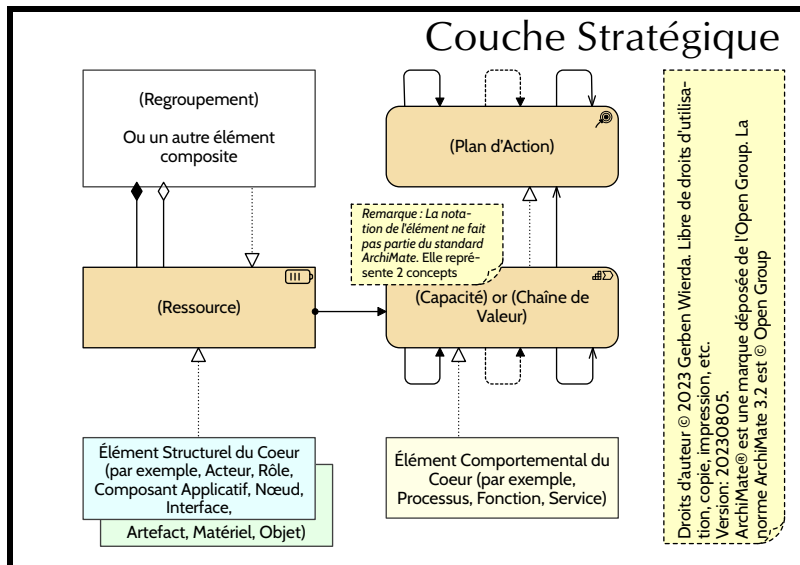 Couche Stratégique
(Regroupement)
Ou un autre élément
composite
(Plan d'Action)
Remarque : La nota-
tion de l'élément ne fait
pas partie du standard
ArchiMate. Elle repré-
sente 2 concepts
(Ressource)
(Capacité) or (Chaîne de
Valeur)
Élément Structurel du Coeur
(par exemple, Acteur, Rôle,
Composant Applicatif, Nœud,
Interface,
Artefact, Matériel, Objet)
Élément Comportemental du
Coeur (par exemple,
Processus, Fonction, Service)
Droits d'auteur © 2023 Gerben Wierda. Libre de droits d'utilisa-
tion, copie, impression, etc.
Version: 20230805.
ArchiMate® est une marque déposée de l'Open Group. La
norme ArchiMate 3.2 est © Open Group